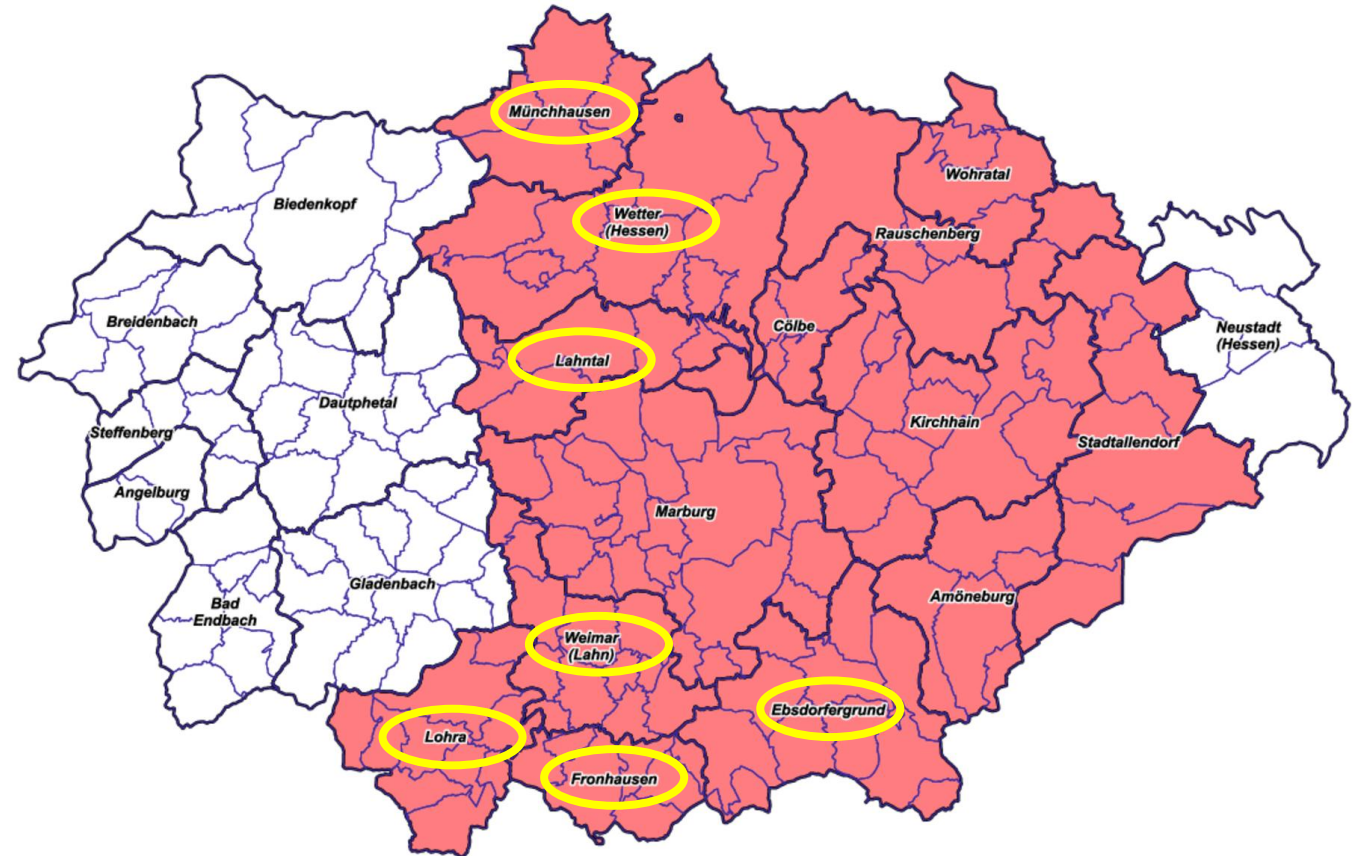 Münchhausen
Wohratal
Biedenkopf
Wetter
(Hessen)
Rauschenberg
Breidenbach
Cölbe
Neustadt
(Hessen)
Lahntal
Dautphetal
Kirchhain
Steffenberg
Stadtallendorf
Angelburg
Marburg
Gladenbach
Bad
Endbach
Amöneburg
Weimar
(Lahn)
Ebsdorfergrund
Lohra
Fronhausen